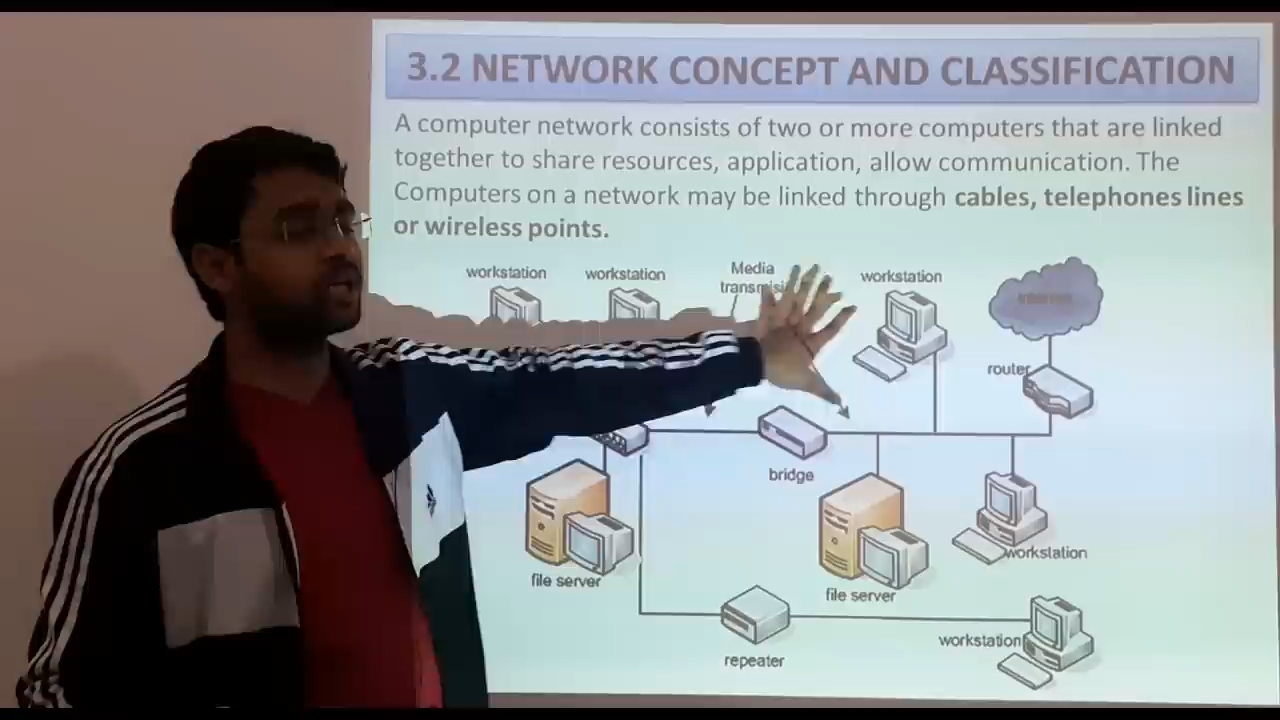 3.2 NETWORK CONCEPT AND CLASSIFICATION
A computer network consists of two or more computers that are linked
together to share resources, application, allow communication. The
Computers on a network may be linked through cables, telephones lines
or wireless points.
workstation
workstation
Media
workstation
internet
router
bridge
file server
file server
workstation
workstation
repeater